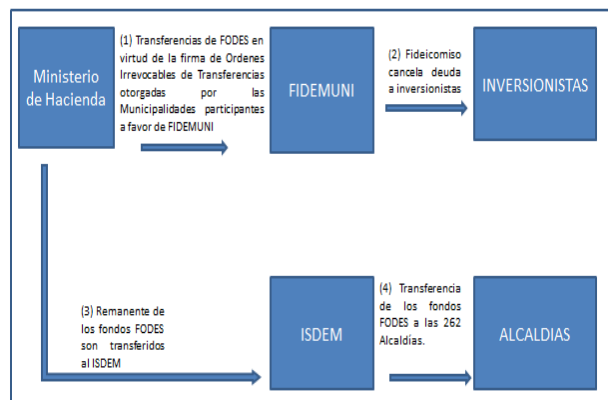 Ministerio
de Hacienda
(1) Transferencias de FODES en
virtud de la firma de Ordenes
Irrevocables de Transferencias
otorgadas por las
Municipalidades participantes
a favor de FIDEMUNI
FIDEMUNI
(2) Fideicomiso
cancela deuda
a inversionistas
INVERSIONISTAS
(3) Remanente de
los fondos FODES
son transferidos
al ISDEM
ISDEM
(4) Transferencia
de los fondos
FODES a las 262
Alcaldías.
ALCALDIAS